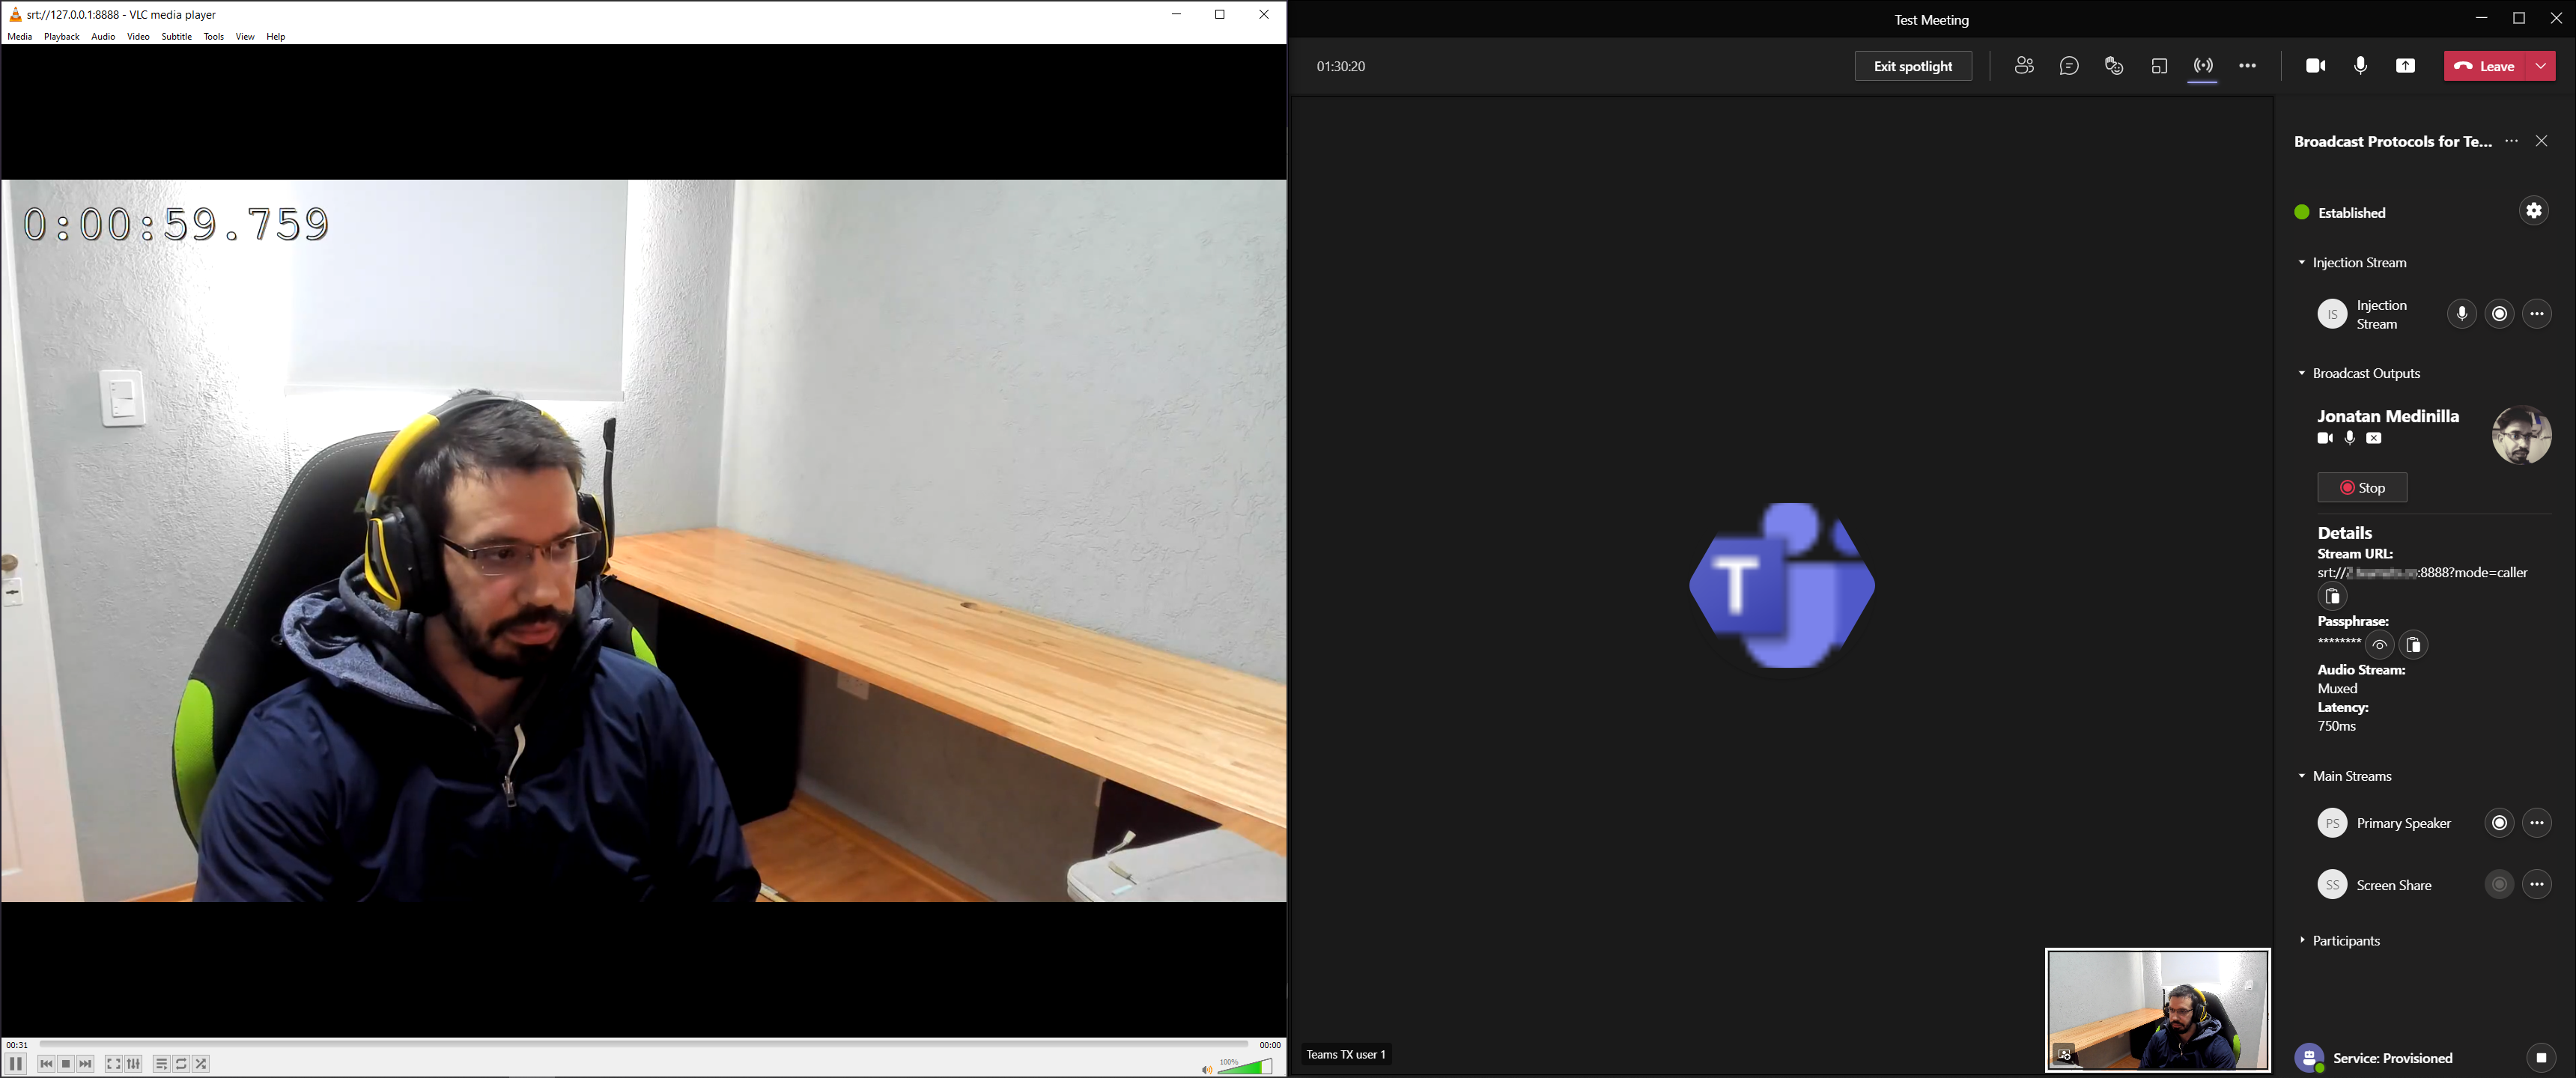 srt://127.0.0.1:8888 - VLC media player
Media Playback Audio Video Subtitle Tools View Help
0:00:59.759
00:31
00:00
100%
Test Meeting
01:30:20
Exit spotlight
Leave
T
Teams TX user 1
Broadcast Protocols for Te...
Established
Injection Stream
IS
Injection
Stream
Broadcast Outputs
Jonatan Medinilla
Stop
Details
Stream URL:
srt:// :8888?mode=caller
Passphrase:
********
Audio Stream:
Muxed
Latency:
750ms
Main Streams
PS Primary Speaker
SS Screen Share
Participants
Service: Provisioned